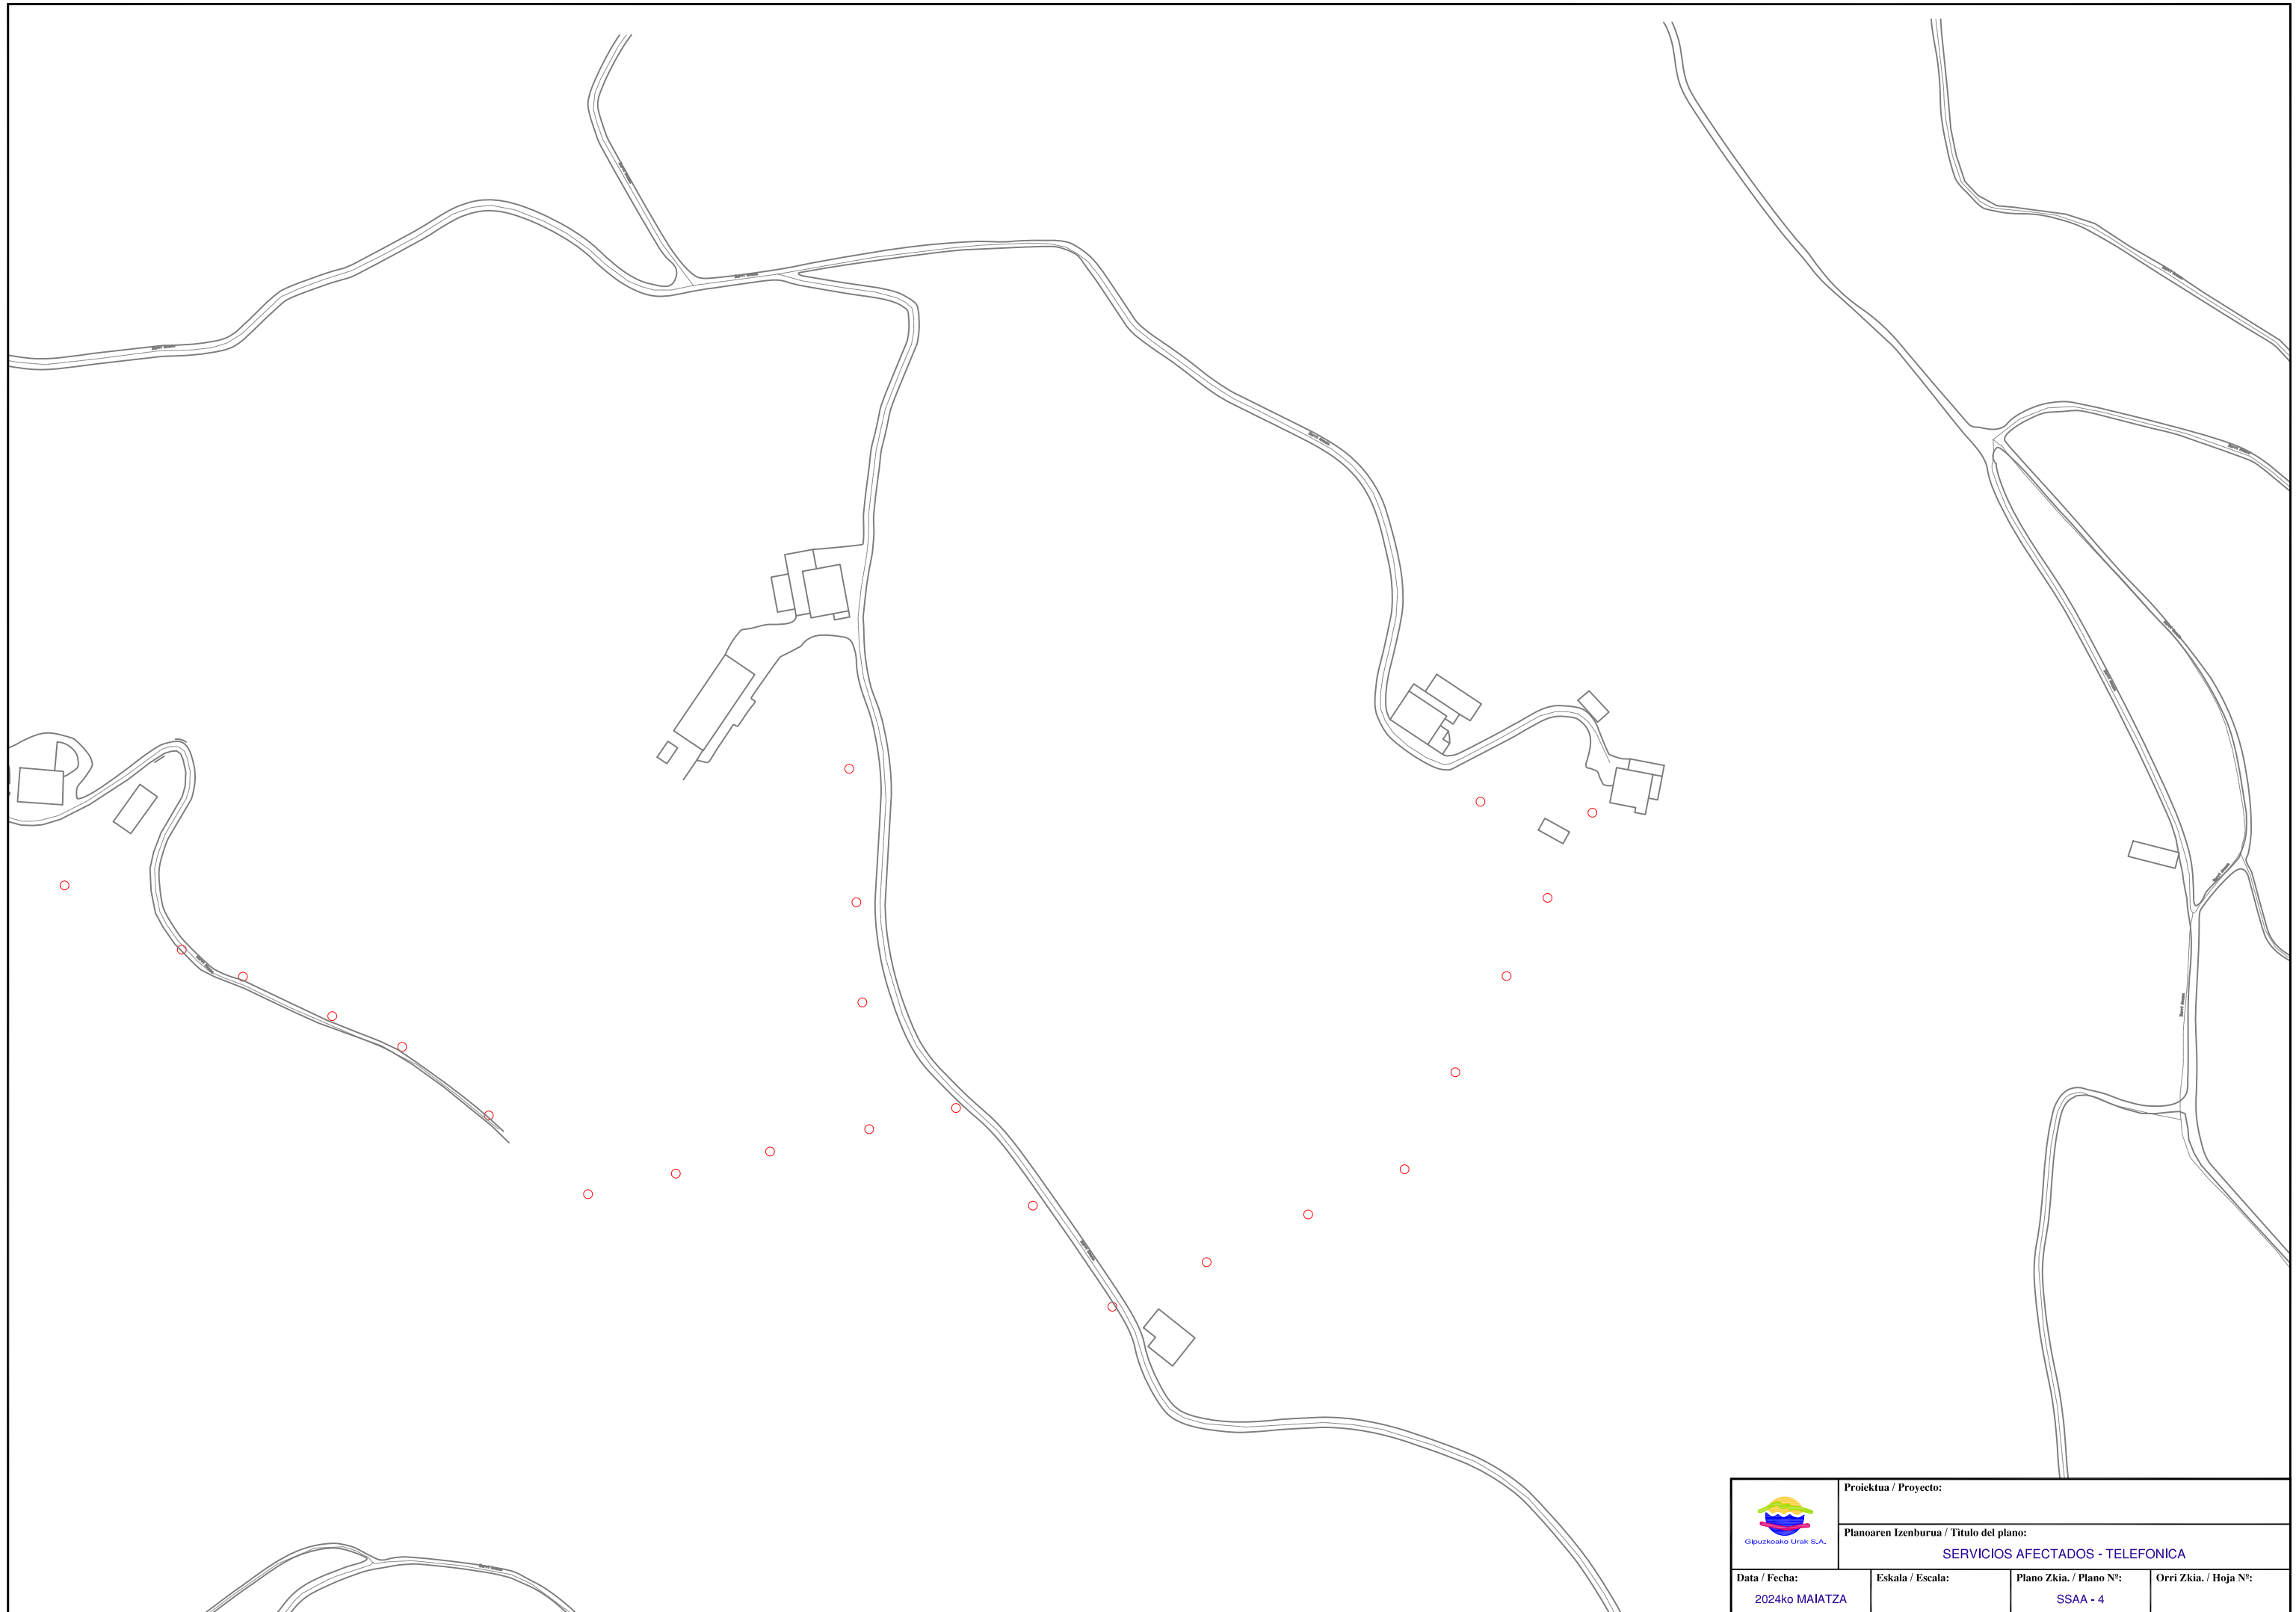 Proiektua / Proyecto:
Planoaren Izenburua / Titulo del plano:
SERVICIOS AFECTADOS - TELEFONICA
Gipuzkoako Urak S.A.
Data / Fecha:
2024ko MAIATZA
Eskala / Escala:
Plano Zkia. / Plano Nº:
SSAA - 4
Orri Zkia. / Hoja Nº: